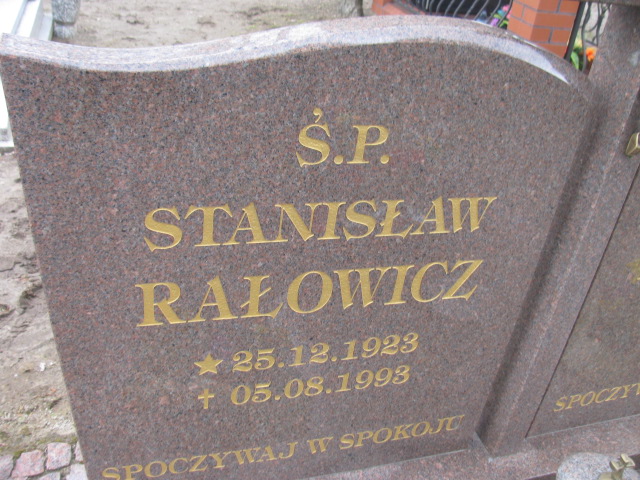 Ś.P.
STANISŁAW
RAŁOWICZ
★ 25.12.1923
✝ 05.08.1993
SPOCZYWAJ W SPOKOJU